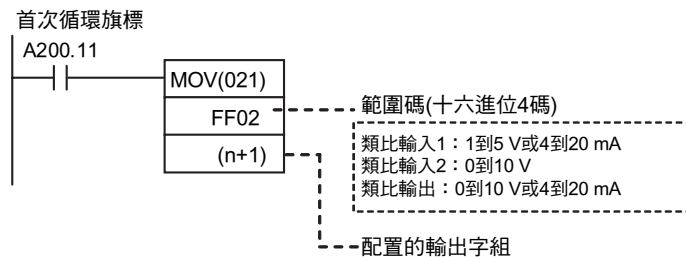 首次循環旗標
A200.11
MOV(021)
FF02
(n+1)
範圍碼(十六進位4碼)
類比輸入1：1到5 V或4到20 mA
類比輸入2：0到10 V
類比輸出：0到10 V或4到20 mA
配置的輸出字組